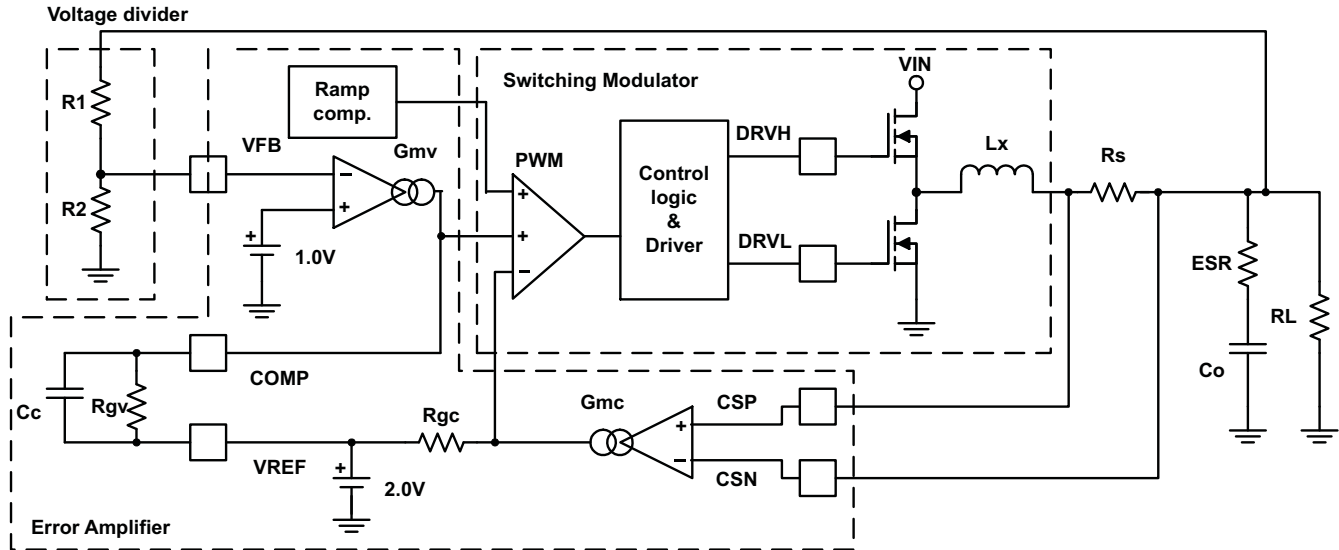 Voltage divider
R1
R2
VFB
Ramp
comp.
Gmv
1.0V
Switching Modulator
PWM
Control
logic
&
Driver
DRVH
DRVL
VIN
Lx
Rs
ESR
Co
RL
COMP
Cc
Rgv
VREF
2.0V
Rgc
Gmc
CSP
CSN
Error Amplifier